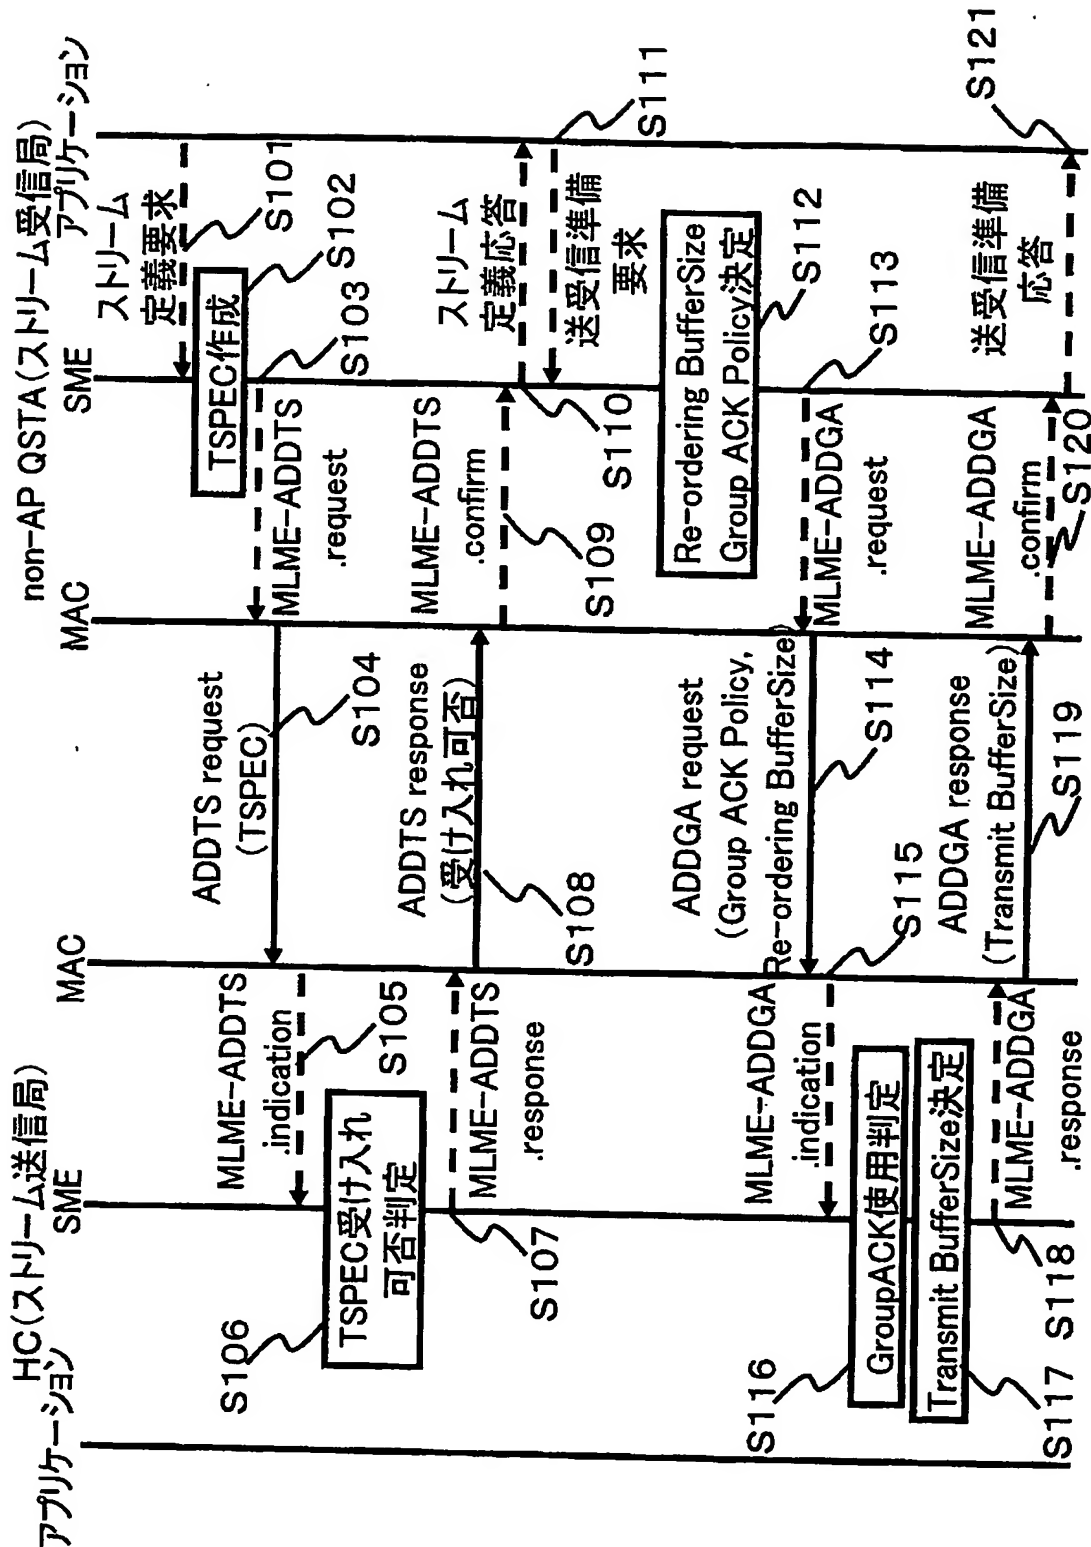 HC(ストリーム送信局)
non-AP QSTA(ストリーム受信局)
アプリケーション
SME
MAC
MAC
SME
アプリケーション
ストリーム
定義要求
S101
TSPEC作成
S102
S103
MLME-ADDTS
.request
ADDTS request
(TSPEC)
S104
MLME-ADDTS
.indication
S105
S106
TSPEC受け入れ
可否判定
S107
MLME-ADDTS
.response
ADDTS response
(受け入れ可否)
S108
MLME-ADDTS
.confirm
S109
ストリーム
定義応答
S110
S111
送受信準備
要求
Re-ordering BufferSize
Group ACK Policy決定
S112
S113
MLME-ADDGA
.request
ADDGA request
(Group ACK Policy,
Re-ordering BufferSize)
S114
S115
MLME-ADDGA
.indication
S116
GroupACK使用判定
Transmit BufferSize決定
S117
S118
MLME-ADDGA
.response
ADDGA response
(Transmit BufferSize)
S119
MLME-ADDGA
.confirm
S120
送受信準備
応答
S121